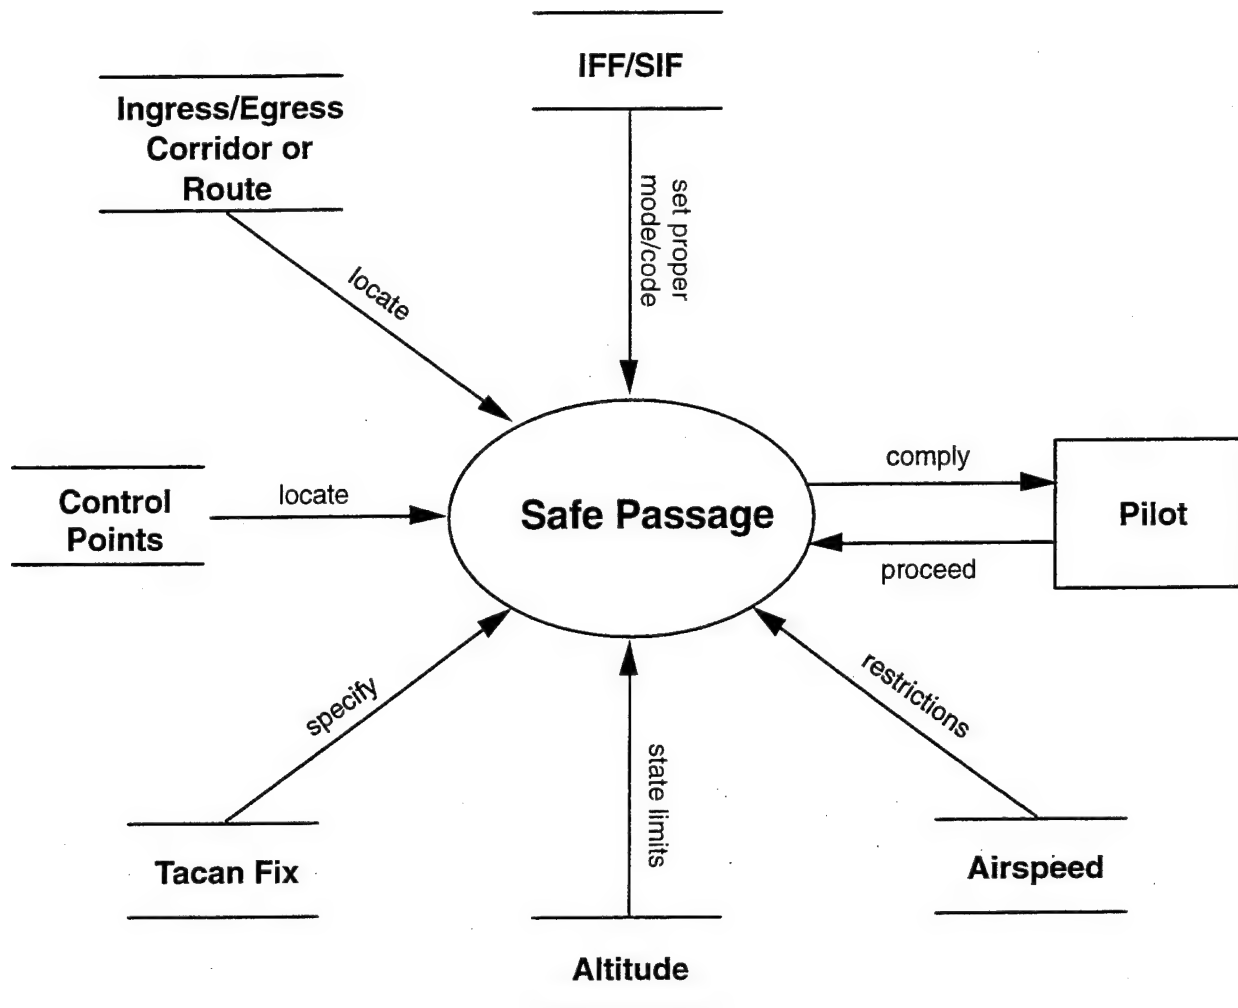 IFF/SIF
Ingress/Egress
Corridor or
Route
set proper
mode/code
locate
Control
Points
locate
Safe Passage
comply
proceed
Pilot
specify
state limits
restrictions
Tacan Fix
Altitude
Airspeed